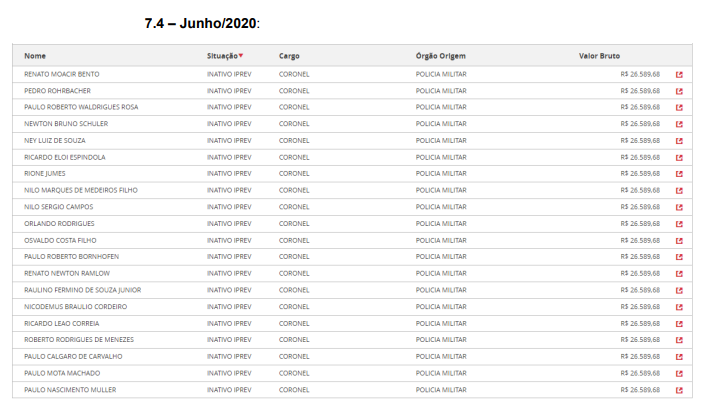 7.4 – Junho/2020:
Nome Situação Cargo Órgão Origem Valor Bruto
RENATO MOACIR BENTO INATIVO IPREV CORONEL POLICIA MILITAR R$ 26.589,68
PEDRO ROHRBACHER INATIVO IPREV CORONEL POLICIA MILITAR R$ 26.589,68
PAULO ROBERTO WALDRIGUES ROSA INATIVO IPREV CORONEL POLICIA MILITAR R$ 26.589,68
NEWTON BRUNO SCHULER INATIVO IPREV CORONEL POLICIA MILITAR R$ 26.589,68
NEY LUIZ DE SOUZA INATIVO IPREV CORONEL POLICIA MILITAR R$ 26.589,68
RICARDO ELOI ESPINDOLA INATIVO IPREV CORONEL POLICIA MILITAR R$ 26.589,68
RIONE JUMES INATIVO IPREV CORONEL POLICIA MILITAR R$ 26.589,68
NILO MARQUES DE MEDEIROS FILHO INATIVO IPREV CORONEL POLICIA MILITAR R$ 26.589,68
NILO SERGIO CAMPOS INATIVO IPREV CORONEL POLICIA MILITAR R$ 26.589,68
ORLANDO RODRIGUES INATIVO IPREV CORONEL POLICIA MILITAR R$ 26.589,68
OSVALDO COSTA FILHO INATIVO IPREV CORONEL POLICIA MILITAR R$ 26.589,68
PAULO ROBERTO BORNHOFEN INATIVO IPREV CORONEL POLICIA MILITAR R$ 26.589,68
RENATO NEWTON RAMLOW INATIVO IPREV CORONEL POLICIA MILITAR R$ 26.589,68
RAULINO FERMINO DE SOUZA JUNIOR INATIVO IPREV CORONEL POLICIA MILITAR R$ 26.589,68
NICODEMUS BRAULIO CORDEIRO INATIVO IPREV CORONEL POLICIA MILITAR R$ 26.589,68
RICARDO LEAO CORREIA INATIVO IPREV CORONEL POLICIA MILITAR R$ 26.589,68
ROBERTO RODRIGUES DE MENEZES INATIVO IPREV CORONEL POLICIA MILITAR R$ 26.589,68
PAULO CALGARO DE CARVALHO INATIVO IPREV CORONEL POLICIA MILITAR R$ 26.589,68
PAULO MOTA MACHADO INATIVO IPREV CORONEL POLICIA MILITAR R$ 26.589,68
PAULO NASCIMENTO MULLER INATIVO IPREV CORONEL POLICIA MILITAR R$ 26.589,68